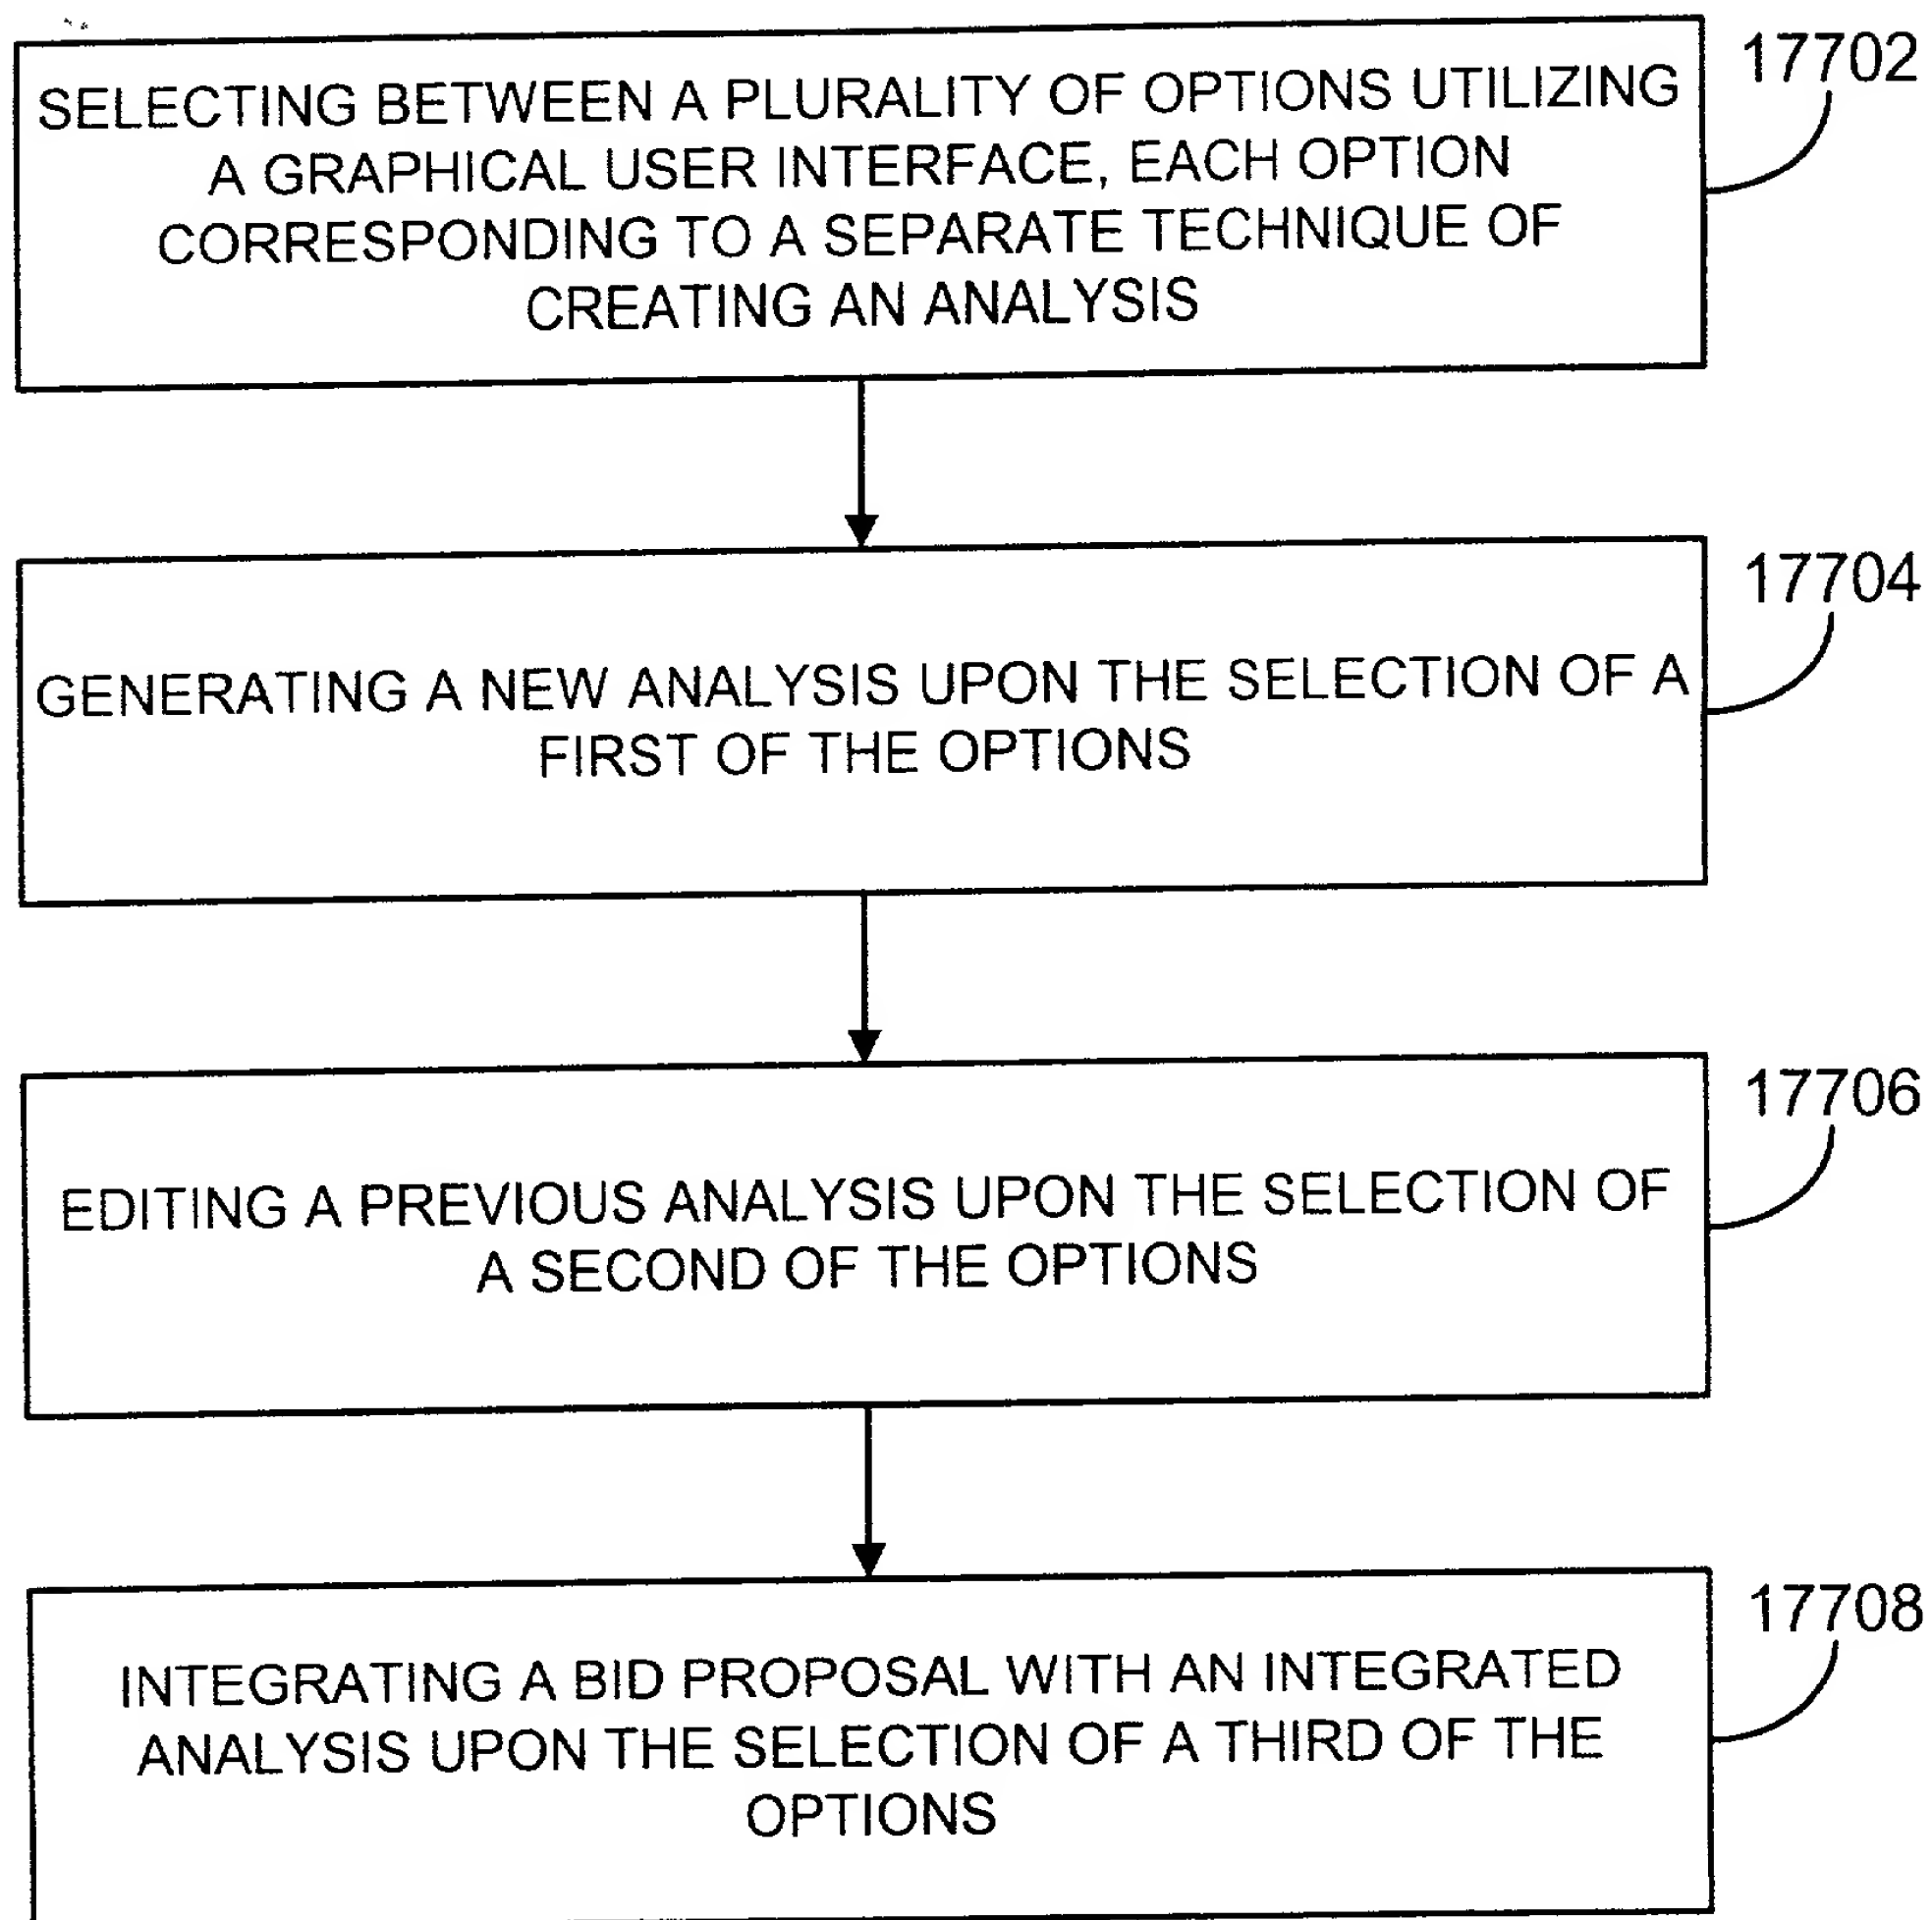 17702
SELECTING BETWEEN A PLURALITY OF OPTIONS UTILIZING
A GRAPHICAL USER INTERFACE, EACH OPTION
CORRESPONDING TO A SEPARATE TECHNIQUE OF
CREATING AN ANALYSIS
17704
GENERATING A NEW ANALYSIS UPON THE SELECTION OF A
FIRST OF THE OPTIONS
17706
EDITING A PREVIOUS ANALYSIS UPON THE SELECTION OF
A SECOND OF THE OPTIONS
17708
INTEGRATING A BID PROPOSAL WITH AN INTEGRATED
ANALYSIS UPON THE SELECTION OF A THIRD OF THE
OPTIONS